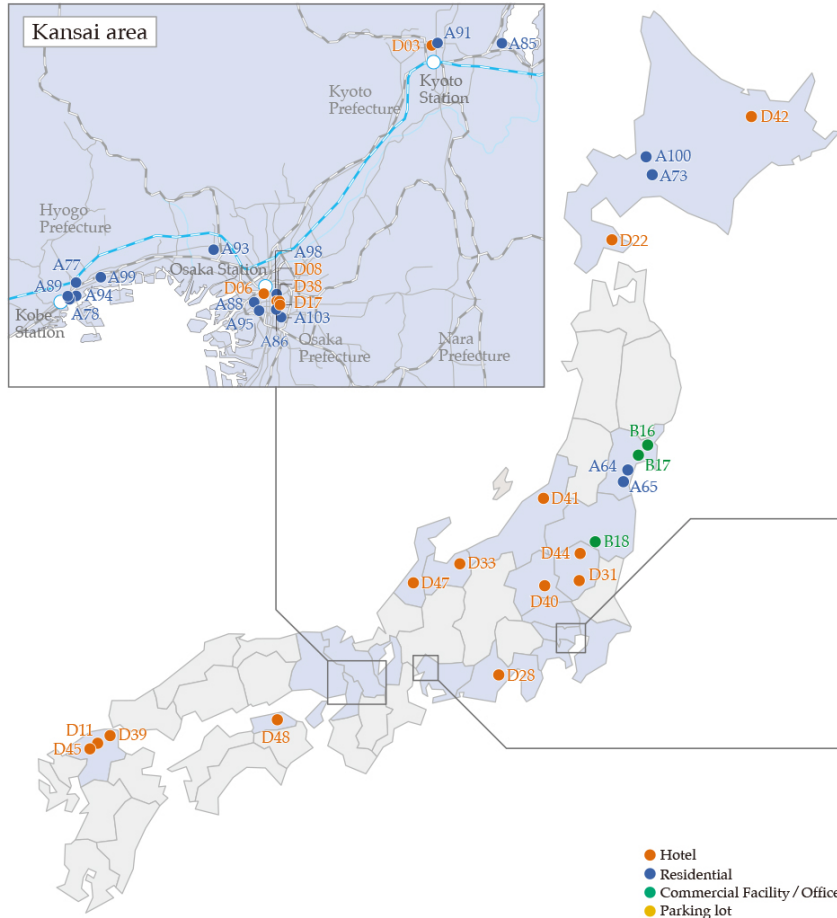 Kansai area
A91
D03
A85
Kyoto
Station
Kyoto
Prefecture
D42
A100
A73
D22
Hyogo
Prefecture
A93
A98
A77
A99
Osaka Station
D08
D06
D38
A89
A94
A88
D17
Kobe
Station
A78
A95
A103
A86
Osaka
Prefecture
Nara
Prefecture
B16
B17
A64
A65
D41
B18
D44
D33
D31
D47
D40
D28
D11
D39
D45
D48
Hotel
Residential
Commercial Facility / Office
Parking lot